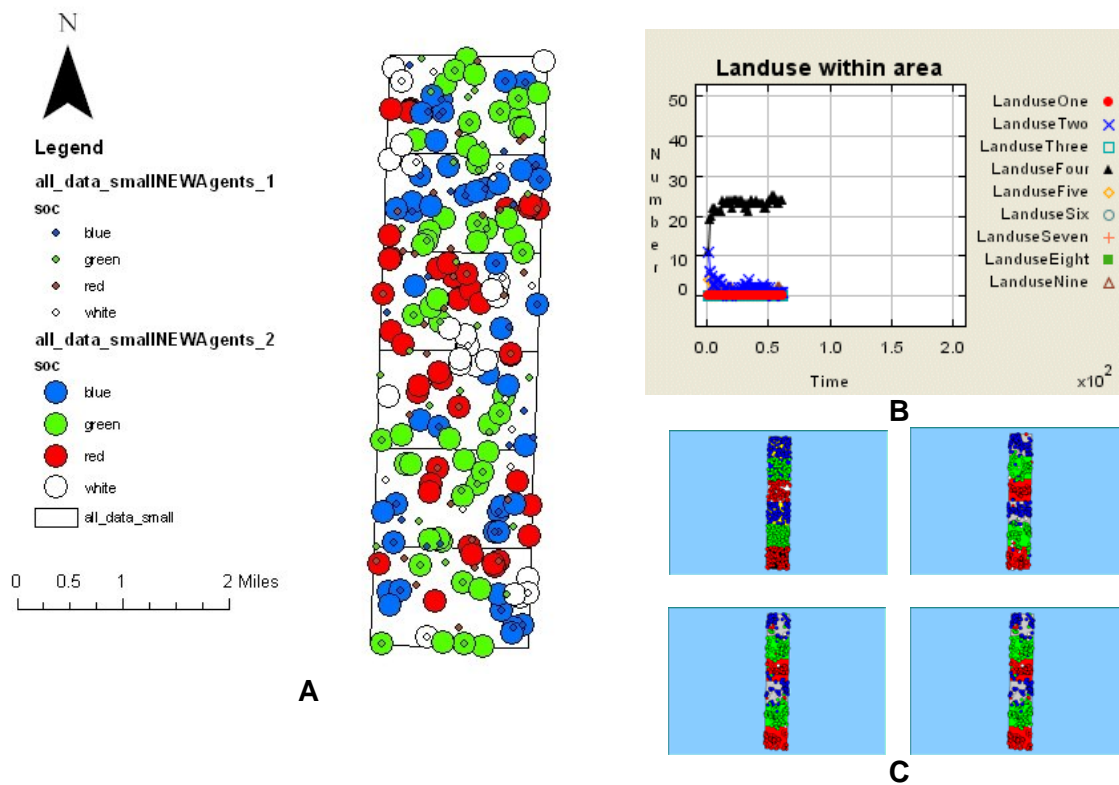 N
Legend
all_data_smallNEWAgents_1
soc
blue
green
red
white
all_data_smallNEWAgents_2
soc
blue
green
red
white
all_data_small
0 0.5 1 2 Miles
A
Landuse within area
Number
50
40
30
20
10
0
0.0 0.5 1.0 1.5 2.0
Time
x10²
LanduseOne
LanduseTwo
LanduseThree
LanduseFour
LanduseFive
LanduseSix
LanduseSeven
LanduseEight
LanduseNine
B
C